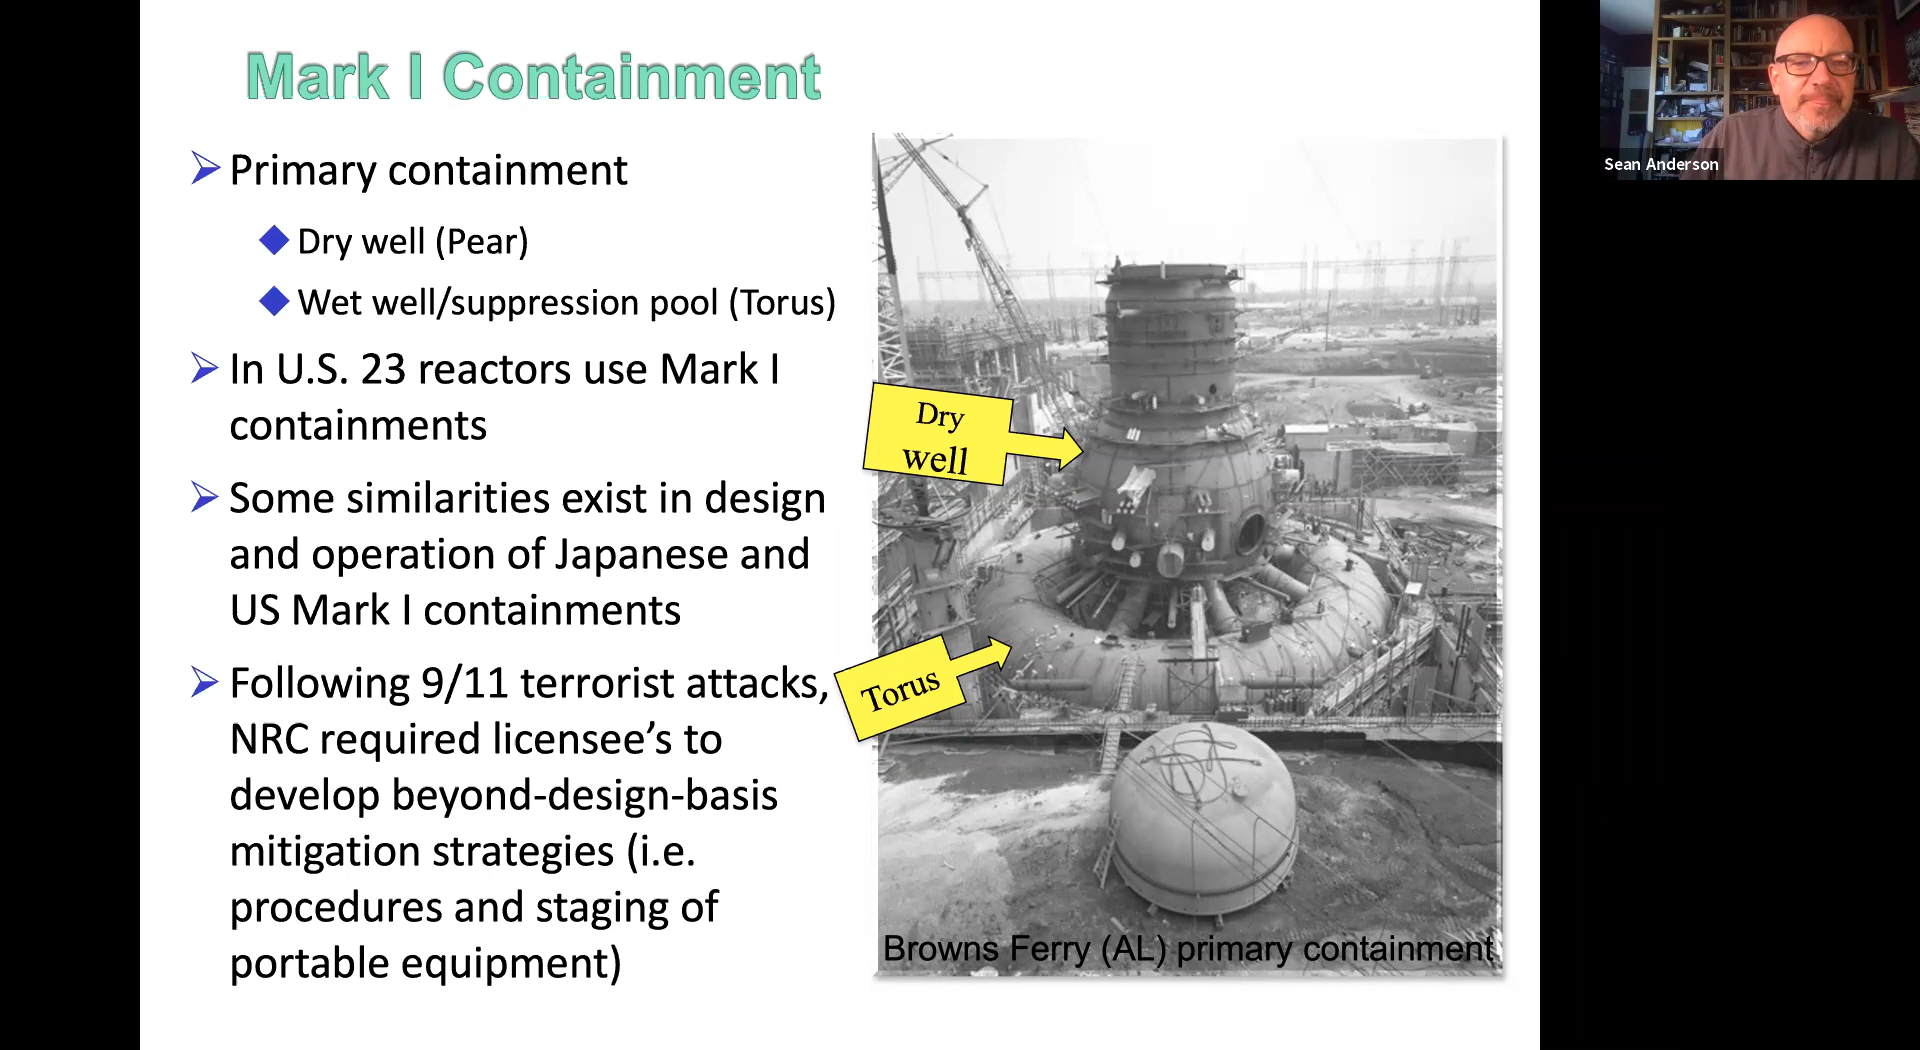 Mark I Containment
Primary containment
Dry well (Pear)
Wet well/suppression pool (Torus)
In U.S. 23 reactors use Mark I
containments
Some similarities exist in design
and operation of Japanese and
US Mark I containments
Following 9/11 terrorist attacks,
NRC required licensee’s to
develop beyond-design-basis
mitigation strategies (i.e.
procedures and staging of
portable equipment)
Dry
well
Torus
Browns Ferry (AL) primary containment
Sean Anderson